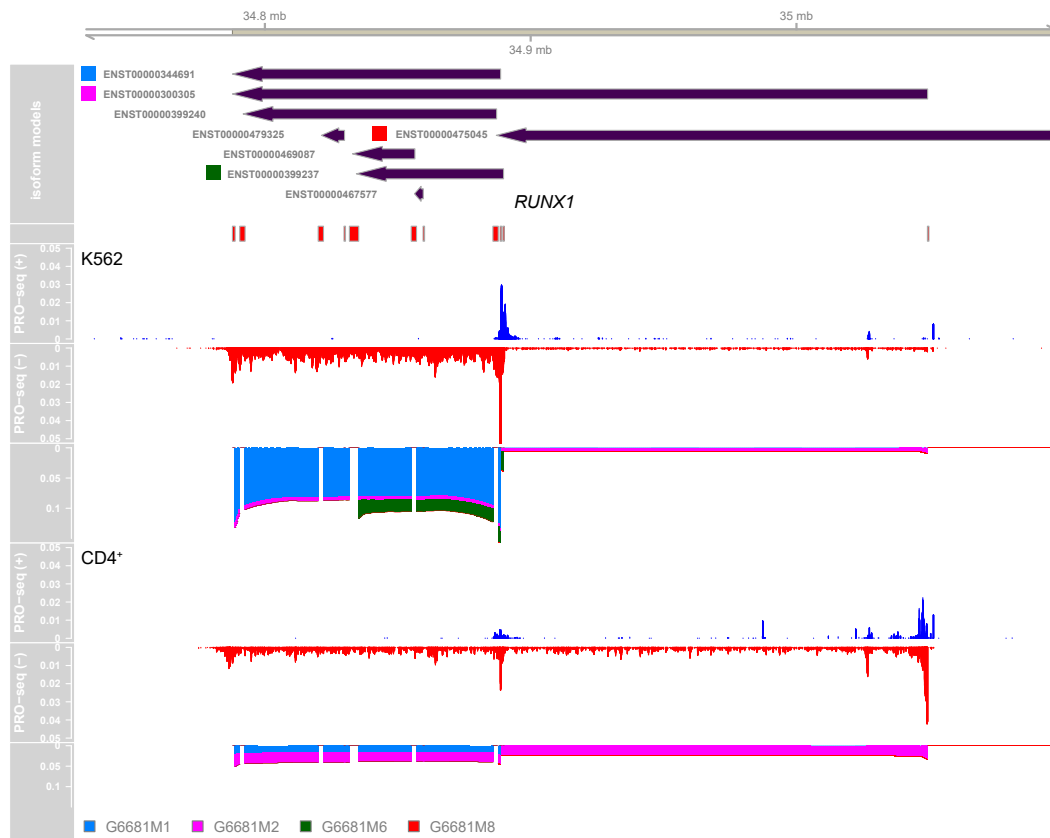 34.8 mb
35 mb
34.9 mb
isoform models
ENST00000344691
ENST00000300305
ENST00000399240
ENST00000479325
ENST00000475045
ENST00000469087
ENST00000399237
ENST00000467577
RUNX1
K562
PRO−seq (+)
0.05
0.04
0.03
0.02
0.01
0
PRO−seq (−)
0
0.01
0.02
0.03
0.04
0.05
0
0.05
0.1
CD4+
PRO−seq (+)
0.05
0.04
0.03
0.02
0.01
0
PRO−seq (−)
0
0.01
0.02
0.03
0.04
0.05
0
0.05
0.1
G6681M1 G6681M2 G6681M6 G6681M8